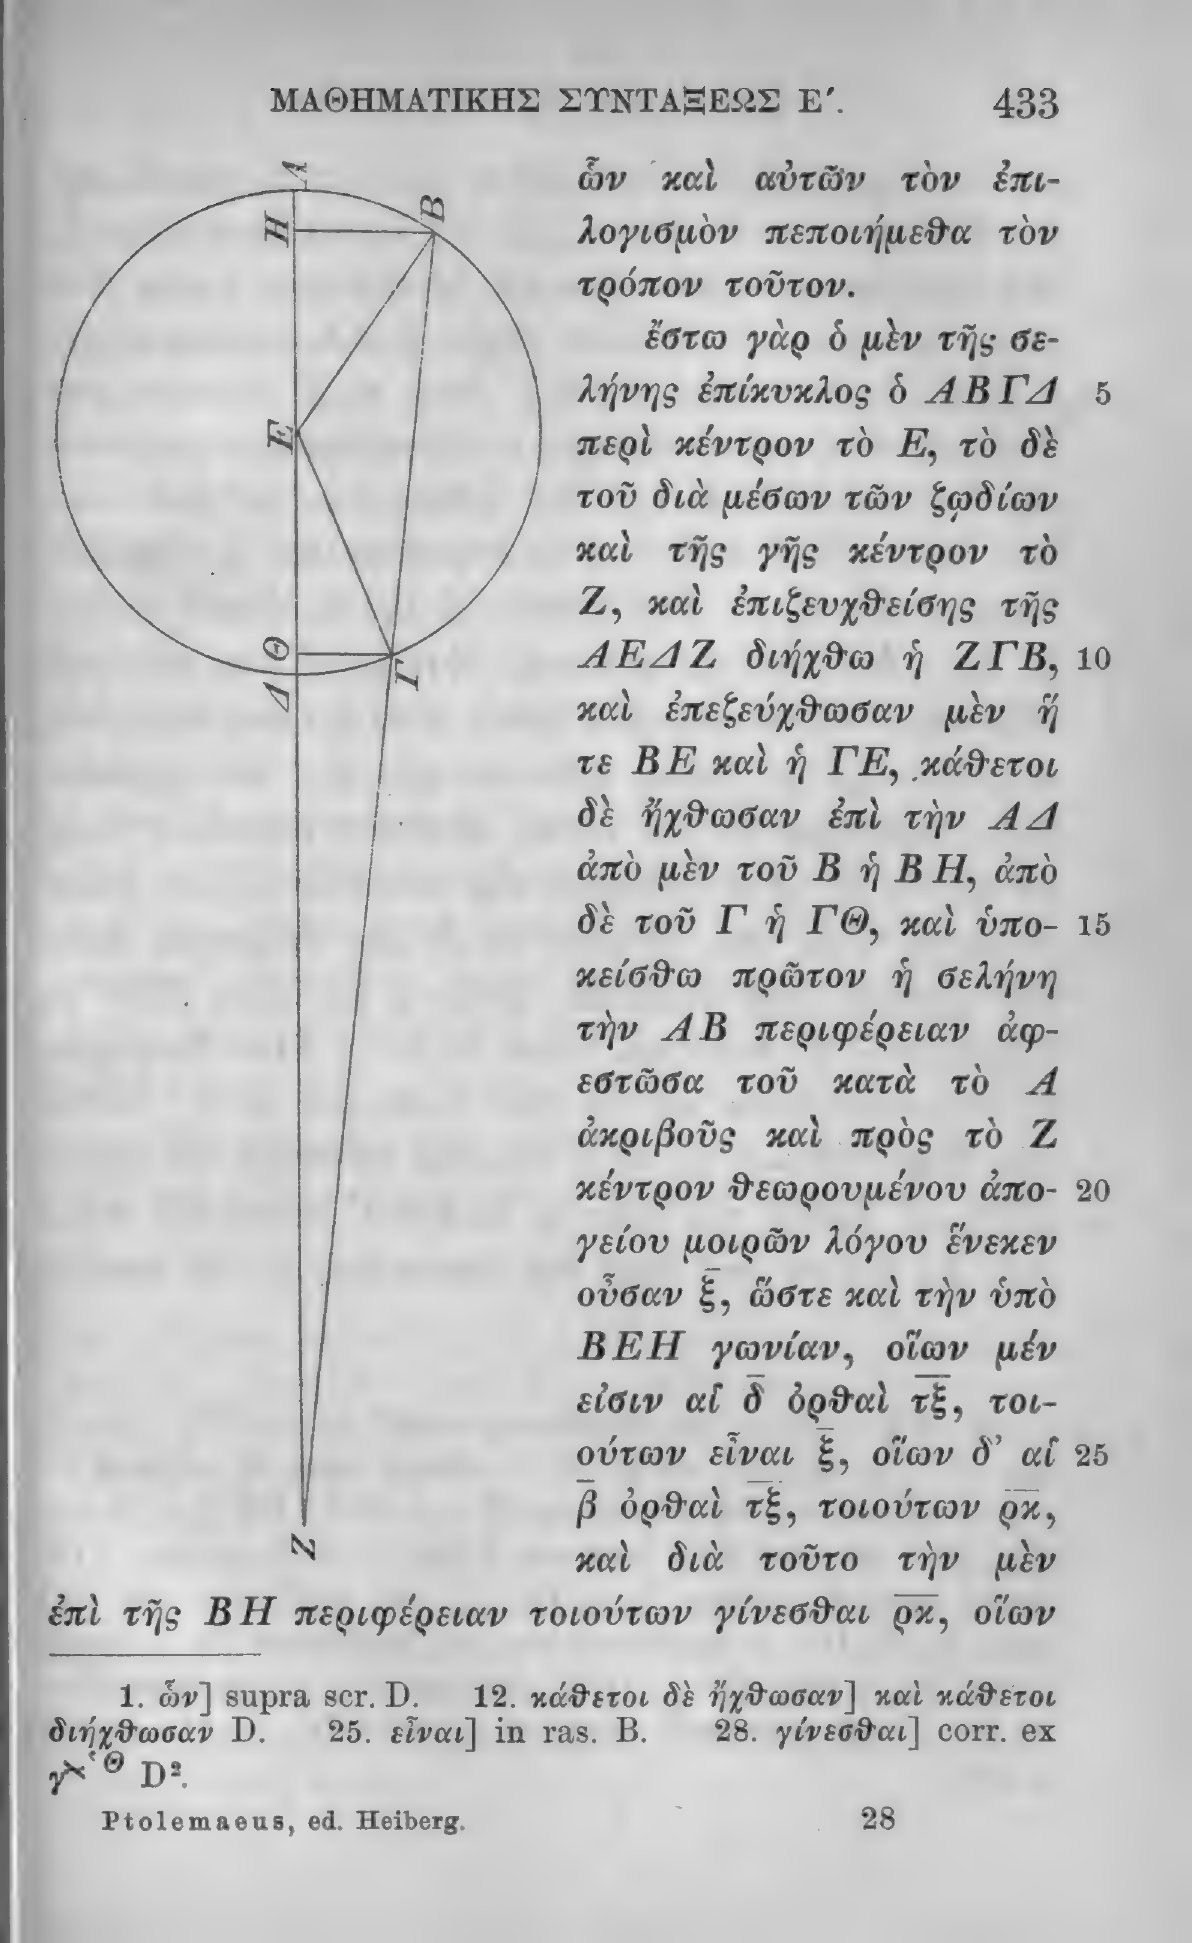 ΜΑΘΗΜΑΤΙΚΗΣ ΣΥΝΤΑΞΕΩΣ Ε′. 433
Α
Η
Β
Ε
Θ
Δ
Γ
Ζ
ὧν καὶ αὐτῶν τὸν ἐπι-
λογισμὸν πεποιήμεθα τὸν
τρόπον τοῦτον.
ἔστω γὰρ ὁ μὲν τῆς σε-
λήνης ἐπίκυκλος ὁ ΑΒΓΔ 5
περὶ κέντρον τὸ Ε, τὸ δὲ
τοῦ διὰ μέσων τῶν ζῳδίων
καὶ τῆς γῆς κέντρον τὸ
Ζ, καὶ ἐπιζευχθείσης τῆς
ΑΕΔΖ διήχθω ἡ ΖΓΒ, 10
καὶ ἐπεζεύχθωσαν μὲν ἥ
τε ΒΕ καὶ ἡ ΓΕ, κάθετοι
δὲ ἤχθωσαν ἐπὶ τὴν ΑΔ
ἀπὸ μὲν τοῦ Β ἡ ΒΗ, ἀπὸ
δὲ τοῦ Γ ἡ ΓΘ, καὶ ὑπο- 15
κείσθω πρῶτον ἡ σελήνη
τὴν ΑΒ περιφέρειαν ἀφ-
εστῶσα τοῦ κατὰ τὸ Α
ἀκριβοῦς καὶ πρὸς τὸ Ζ
κέντρον θεωρουμένου ἀπο- 20
γείου μοιρῶν λόγου ἕνεκεν
οὖσαν ξ̅, ὥστε καὶ τὴν ὑπὸ
ΒΕΗ γωνίαν, οἵων μέν
εἰσιν αἱ δ̅ ὀρθαὶ τ̅ξ̅, τοι-
ούτων εἶναι ξ̅, οἵων δ’ αἱ 25
β̅ ὀρθαὶ τ̅ξ̅, τοιούτων ρ̅κ̅,
καὶ διὰ τοῦτο τὴν μὲν
ἐπὶ τῆς ΒΗ περιφέρειαν τοιούτων γίνεσθαι ρ̅κ̅, οἵων
1. ὧν] supra scr. D. 12. κάθετοι δὲ ἤχθωσαν] καὶ κάθετοι
διήχθωσαν D. 25. εἶναι] in ras. B. 28. γίνεσθαι] corr. ex
D².
Ptolemaeus, ed. Heiberg. 28